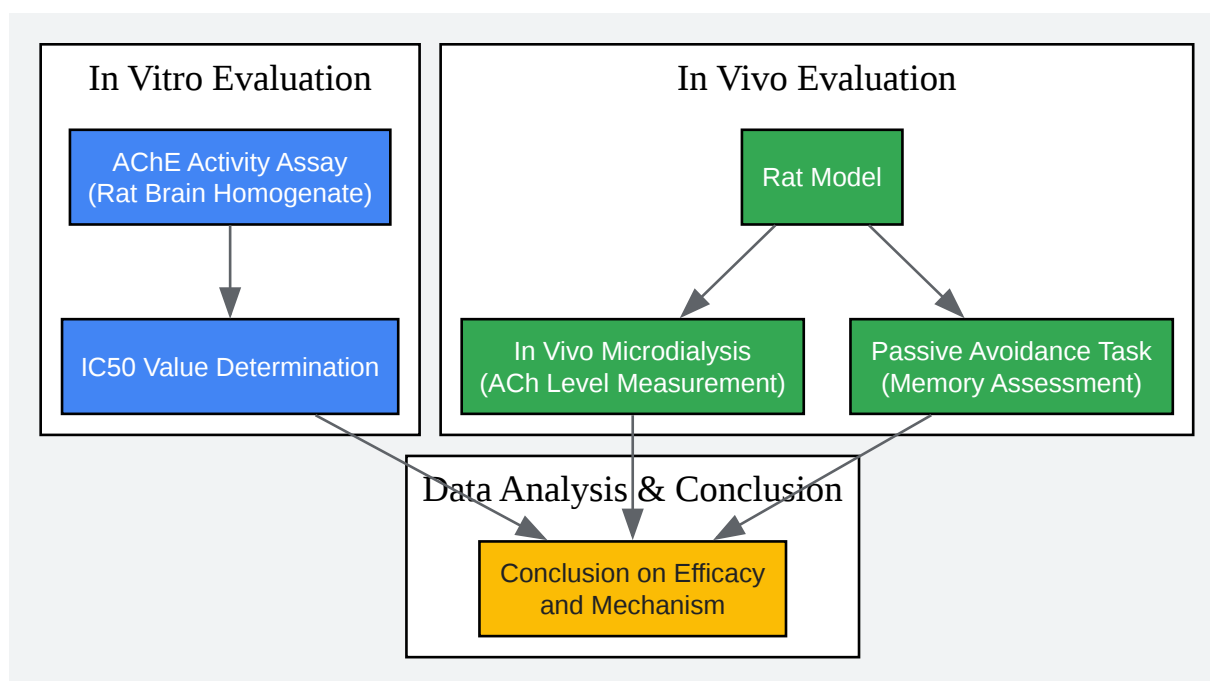 In Vitro Evaluation
AChE Activity Assay
(Rat Brain Homogenate)
IC50 Value Determination
In Vivo Evaluation
Rat Model
In Vivo Microdialysis
(ACh Level Measurement)
Passive Avoidance Task
(Memory Assessment)
Data Analysis & Conclusion
Conclusion on Efficacy
and Mechanism